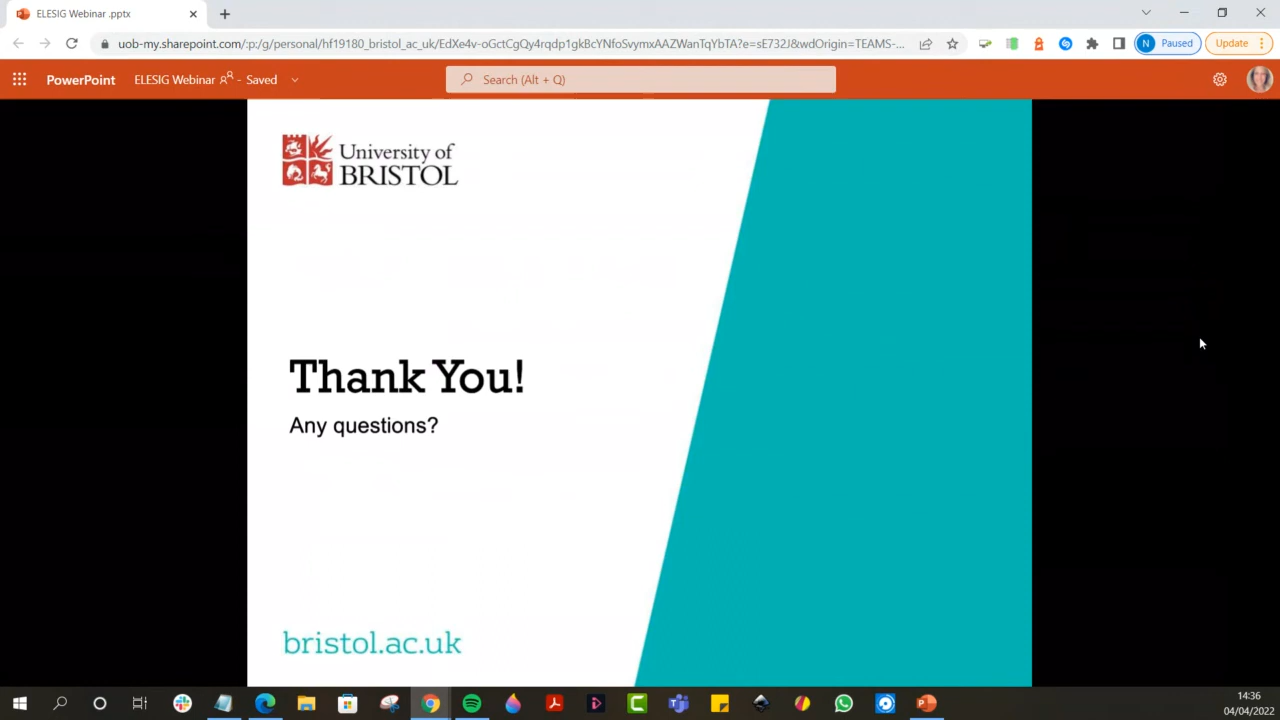 ELESIG Webinar .pptx
uob-my.sharepoint.com/:p:/g/personal/hf19180_bristol_ac_uk/EdXe4v-sGctCgQy4rqdp1gkBcYNfoSvymxAAZWanTqYbTA?e=sE732J&wdOrigin=TEAMS-...
N Paused
Update
PowerPoint
ELESIG Webinar - Saved
Search (Alt + Q)
University of
BRISTOL
Thank You!
Any questions?
bristol.ac.uk
14:36
04/04/2022